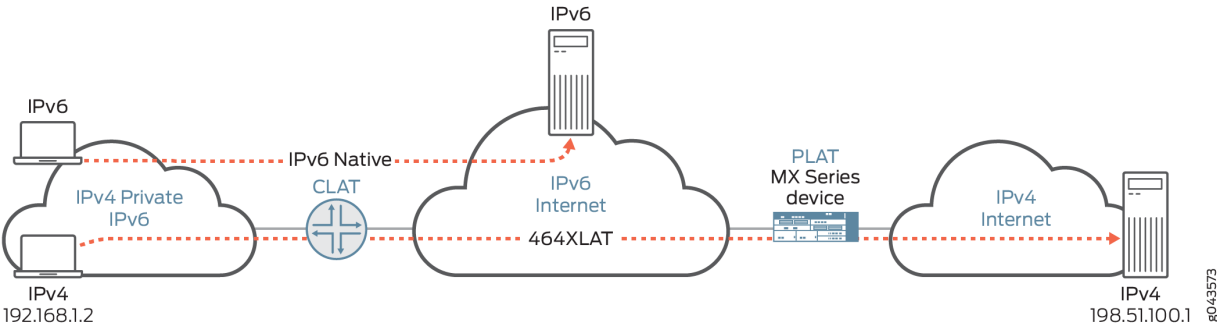 IPv6
IPv6
IPv6 Native
CLAT
IPv4 Private
IPv6
IPv6
Internet
PLAT
MX Series
device
IPv4
Internet
464XLAT
IPv4
192.168.1.2
IPv4
198.51.100.1
g043573